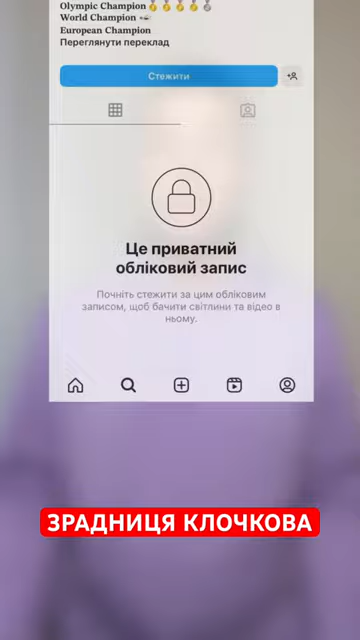 Olympic Champion 🥇🥇🥇🥇🥈
World Champion
European Champion
Переглянути переклад
Стежити
Це приватний
обліковий запис
Почніть стежити за цим обліковим
записом, щоб бачити світлини та відео в
ньому.
ЗРАДНИЦЯ КЛОЧКОВА